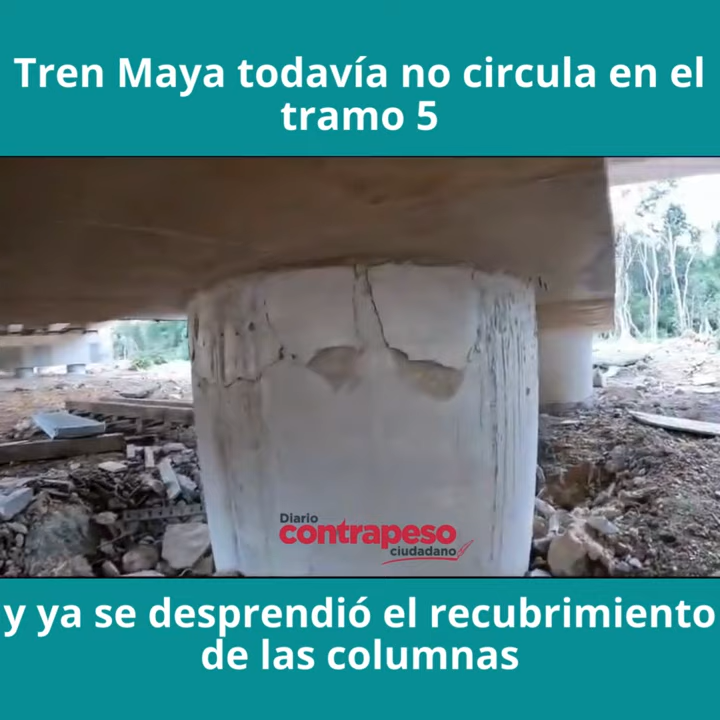 Tren Maya todavía no circula en el
tramo 5
Diario
contrapeso
ciudadano
y ya se desprendió el recubrimiento
de las columnas